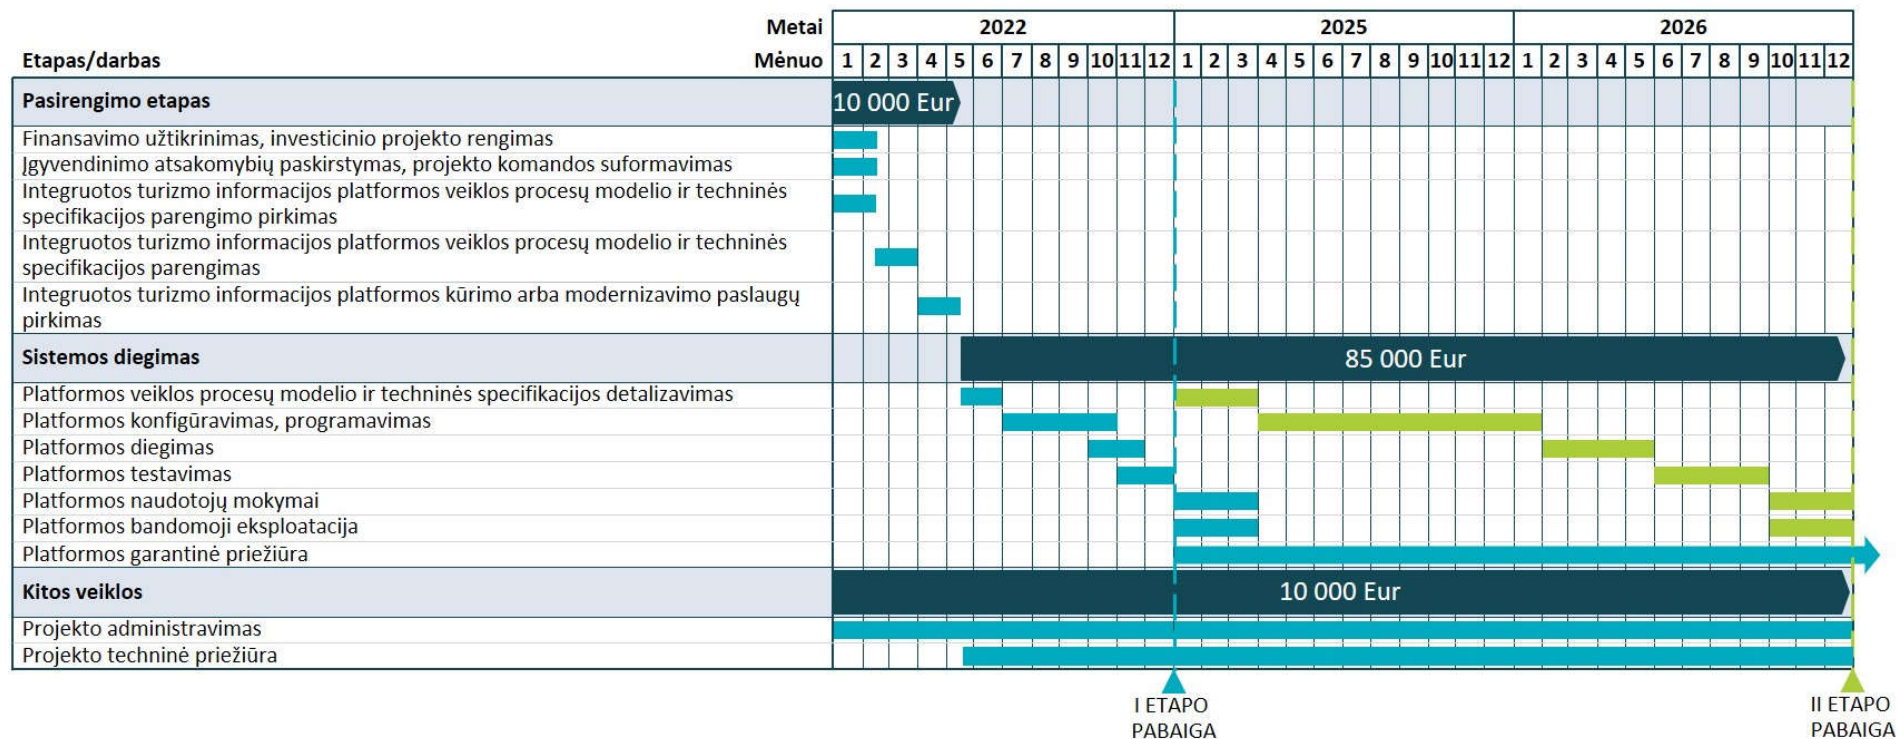 Metai 2022 2025 2026
Etapas/darbas Mėnuo 1 2 3 4 5 6 7 8 9 10 11 12 1 2 3 4 5 6 7 8 9 10 11 12 1 2 3 4 5 6 7 8 9 10 11 12
Pasirengimo etapas 10 000 Eur
Finansavimo užtikrinimas, investicinio projekto rengimas
Įgyvendinimo atsakomybių paskirstymas, projekto komandos suformavimas
Integruotos turizmo informacijos platformos veiklos procesų modelio ir techninės
specifikacijos parengimo pirkimas
Integruotos turizmo informacijos platformos veiklos procesų modelio ir techninės
specifikacijos parengimas
Integruotos turizmo informacijos platformos kūrimo arba modernizavimo paslaugų
pirkimas
Sistemos diegimas 85 000 Eur
Platformos veiklos procesų modelio ir techninės specifikacijos detalizavimas
Platformos konfigūravimas, programavimas
Platformos diegimas
Platformos testavimas
Platformos naudotojų mokymai
Platformos bandomoji eksploatacija
Platformos garantinė priežiūra
Kitos veiklos 10 000 Eur
Projekto administravimas
Projekto techninė priežiūra
I ETAPO
PABAIGA
II ETAPO
PABAIGA